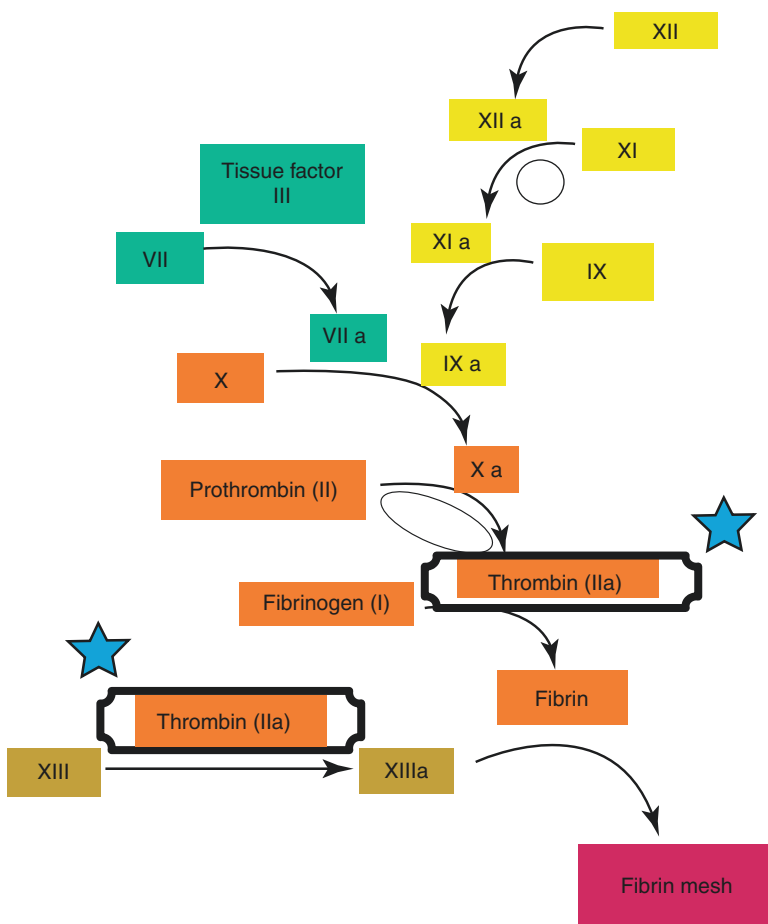 XII
XII a
XI
Tissue factor
III
XI a
VII
IX
VII a
IX a
X
X a
Prothrombin (II)
Thrombin (IIa)
Fibrinogen (I)
Fibrin
Thrombin (IIa)
XIII
XIIIa
Fibrin mesh